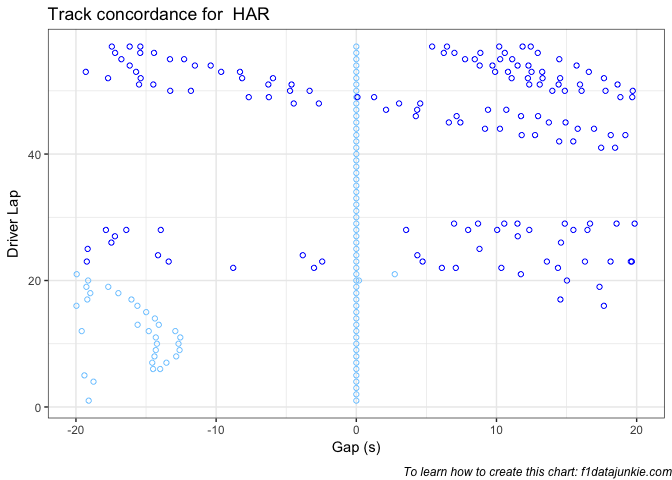 Track concordance for  HAR
Driver Lap
40
20
0
-20
-10
0
10
20
Gap (s)
To learn how to create this chart: f1datajunkie.com